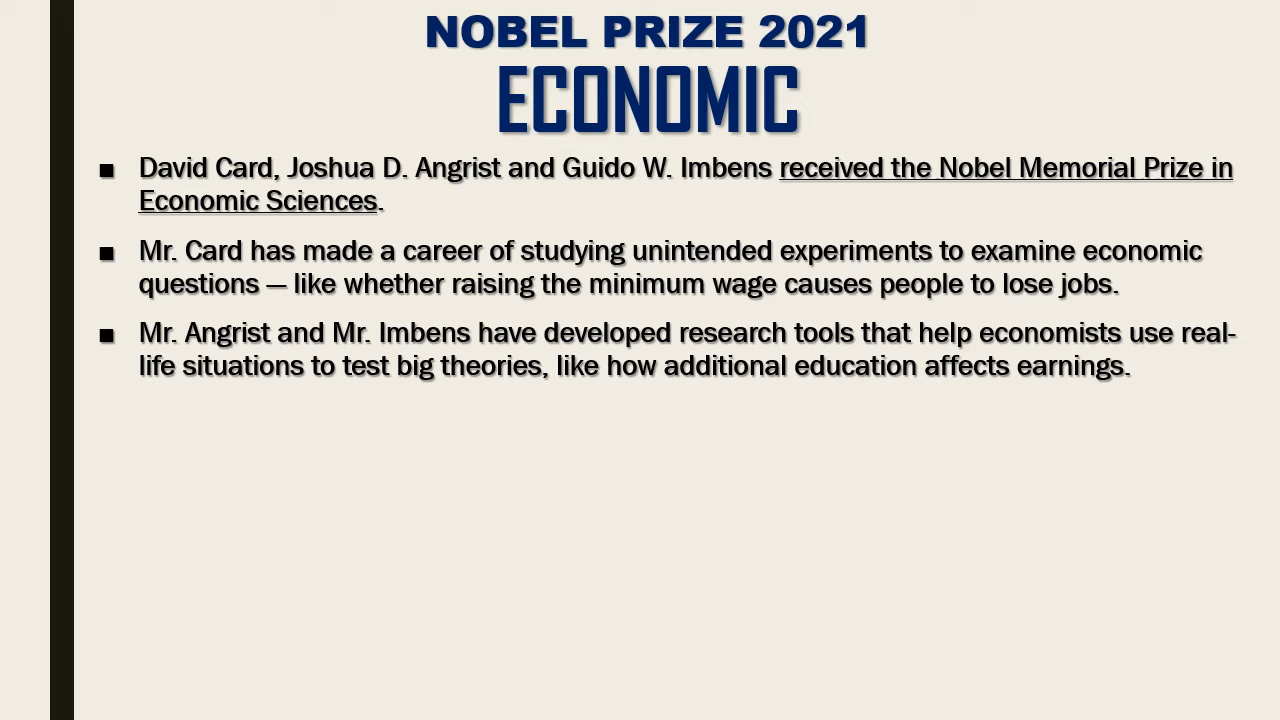 NOBEL PRIZE 2021
ECONOMIC
■ David Card, Joshua D. Angrist and Guido W. Imbens received the Nobel Memorial Prize in
Economic Sciences.
■ Mr. Card has made a career of studying unintended experiments to examine economic
questions — like whether raising the minimum wage causes people to lose jobs.
■ Mr. Angrist and Mr. Imbens have developed research tools that help economists use real-
life situations to test big theories, like how additional education affects earnings.